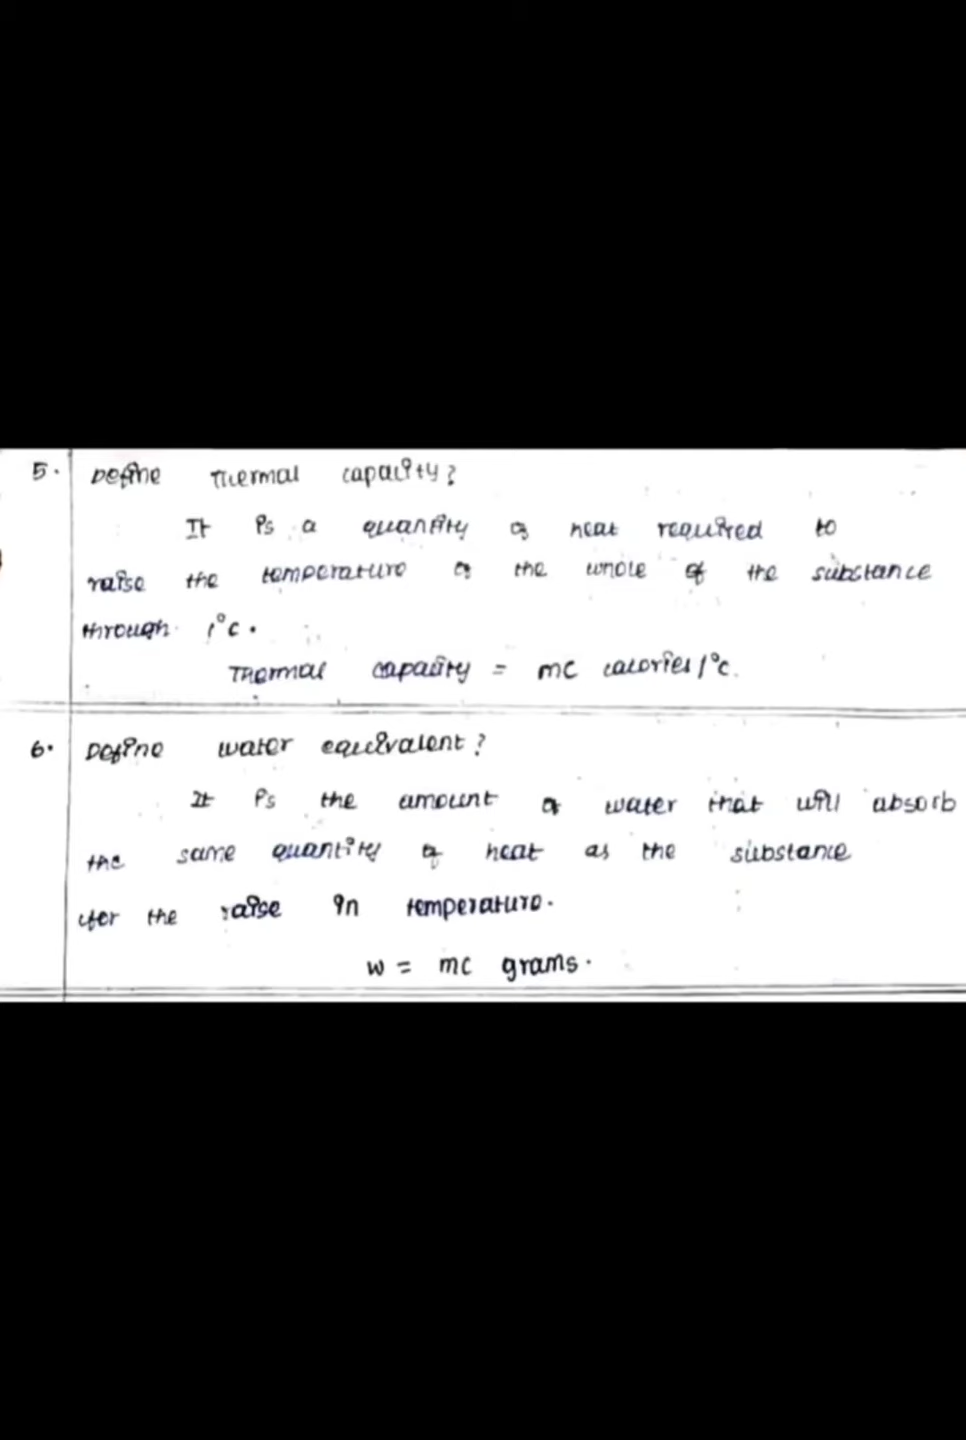 5. Define Thermal capacity?
It is a quantity of heat required to
raise the temperature of the whole of the substance
through 1°c.
Thermal capacity = mc calories/°c.
6. Define water equivalent?
It is the amount of water that will absorb
the same quantity of heat as the substance
for the raise in temperature.
w = mc grams.